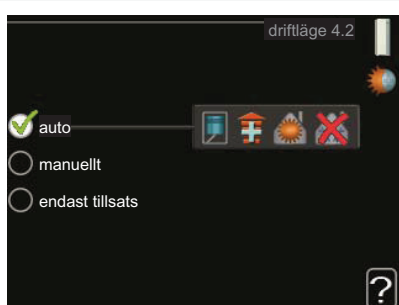 driftläge 4.2
auto
manuellt
endast tillsats
?